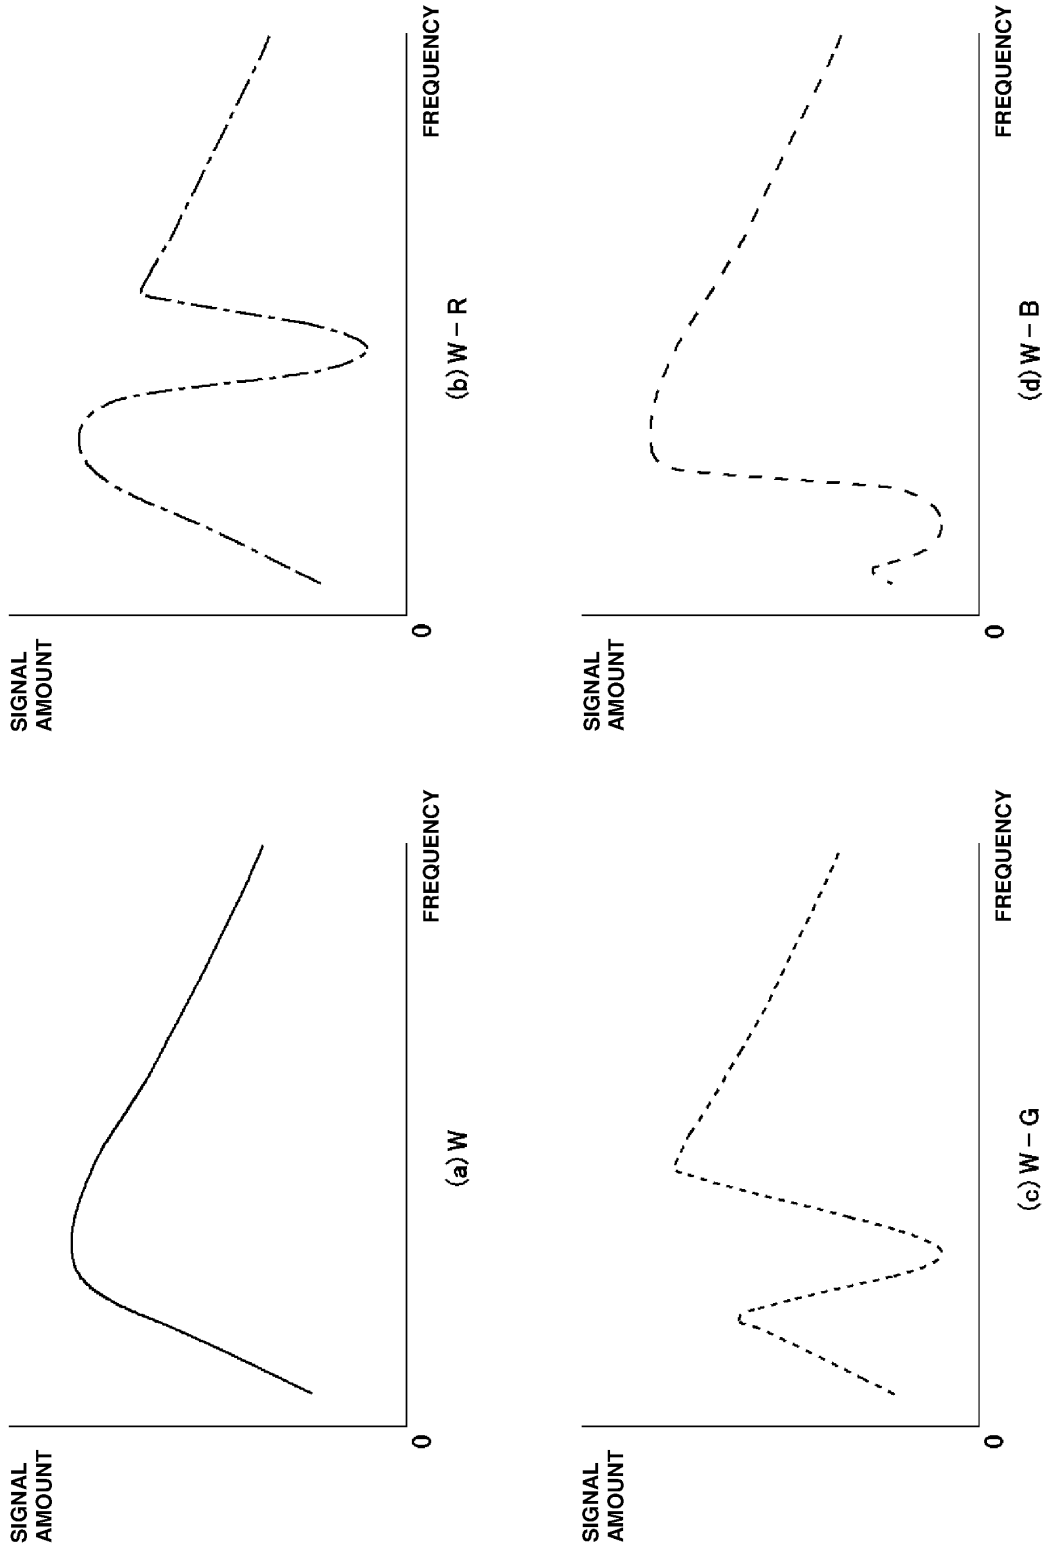 SIGNAL
AMOUNT
0
FREQUENCY
(a) W
SIGNAL
AMOUNT
0
FREQUENCY
(b) W – R
SIGNAL
AMOUNT
0
FREQUENCY
(c) W – G
SIGNAL
AMOUNT
0
FREQUENCY
(d) W – B